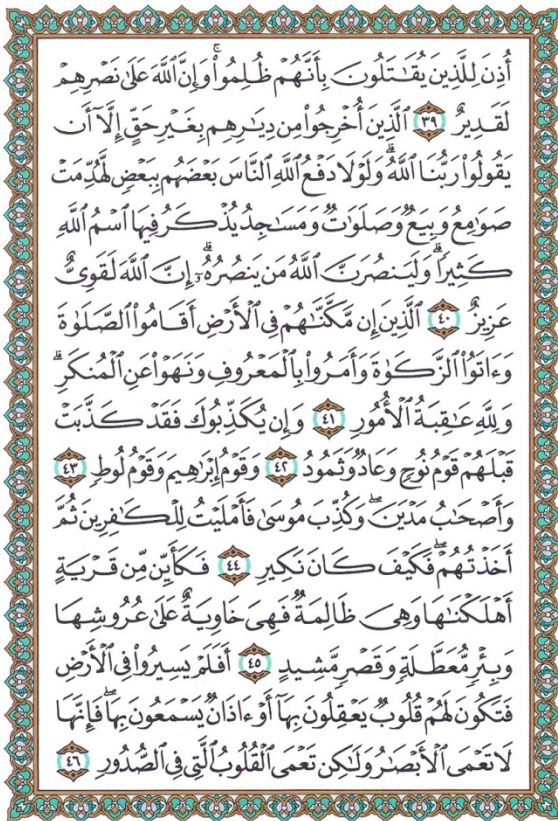 أُذِنَ لِلَّذِينَ يُقَٰتَلُونَ بِأَنَّهُمْ ظُلِمُوا۟ ۚ وَإِنَّ ٱللَّهَ عَلَىٰ نَصْرِهِمْ
لَقَدِيرٌ ٣٩ ٱلَّذِينَ أُخْرِجُوا۟ مِن دِيَٰرِهِم بِغَيْرِ حَقٍّ إِلَّآ أَن
يَقُولُوا۟ رَبُّنَا ٱللَّهُ ۗ وَلَوْلَا دَفْعُ ٱللَّهِ ٱلنَّاسَ بَعْضَهُم بِبَعْضٍ لَّهُدِّمَتْ
صَوَٰمِعُ وَبِيَعٌ وَصَلَوَٰتٌ وَمَسَٰجِدُ يُذْكَرُ فِيهَا ٱسْمُ ٱللَّهِ
كَثِيرًا ۗ وَلَيَنصُرَنَّ ٱللَّهُ مَن يَنصُرُهُۥٓ ۗ إِنَّ ٱللَّهَ لَقَوِىٌّ
عَزِيزٌ ٤٠ ٱلَّذِينَ إِن مَّكَّنَّٰهُمْ فِى ٱلْأَرْضِ أَقَامُوا۟ ٱلصَّلَوٰةَ
وَءَاتَوُا۟ ٱلزَّكَوٰةَ وَأَمَرُوا۟ بِٱلْمَعْرُوفِ وَنَهَوْا۟ عَنِ ٱلْمُنكَرِ ۗ
وَلِلَّهِ عَٰقِبَةُ ٱلْأُمُورِ ٤١ وَإِن يُكَذِّبُوكَ فَقَدْ كَذَّبَتْ
قَبْلَهُمْ قَوْمُ نُوحٍ وَعَادٌ وَثَمُودُ ٤٢ وَقَوْمُ إِبْرَٰهِيمَ وَقَوْمُ لُوطٍ ٤٣
وَأَصْحَٰبُ مَدْيَنَ ۖ وَكُذِّبَ مُوسَىٰ فَأَمْلَيْتُ لِلْكَٰفِرِينَ ثُمَّ
أَخَذْتُهُمْ ۖ فَكَيْفَ كَانَ نَكِيرِ ٤٤ فَكَأَيِّن مِّن قَرْيَةٍ
أَهْلَكْنَٰهَا وَهِىَ ظَالِمَةٌ فَهِىَ خَاوِيَةٌ عَلَىٰ عُرُوشِهَا
وَبِئْرٍ مُّعَطَّلَةٍ وَقَصْرٍ مَّشِيدٍ ٤٥ أَفَلَمْ يَسِيرُوا۟ فِى ٱلْأَرْضِ
فَتَكُونَ لَهُمْ قُلُوبٌ يَعْقِلُونَ بِهَآ أَوْ ءَاذَانٌ يَسْمَعُونَ بِهَا ۖ فَإِنَّهَا
لَا تَعْمَى ٱلْأَبْصَٰرُ وَلَٰكِن تَعْمَى ٱلْقُلُوبُ ٱلَّتِى فِى ٱلصُّدُورِ ٤٦